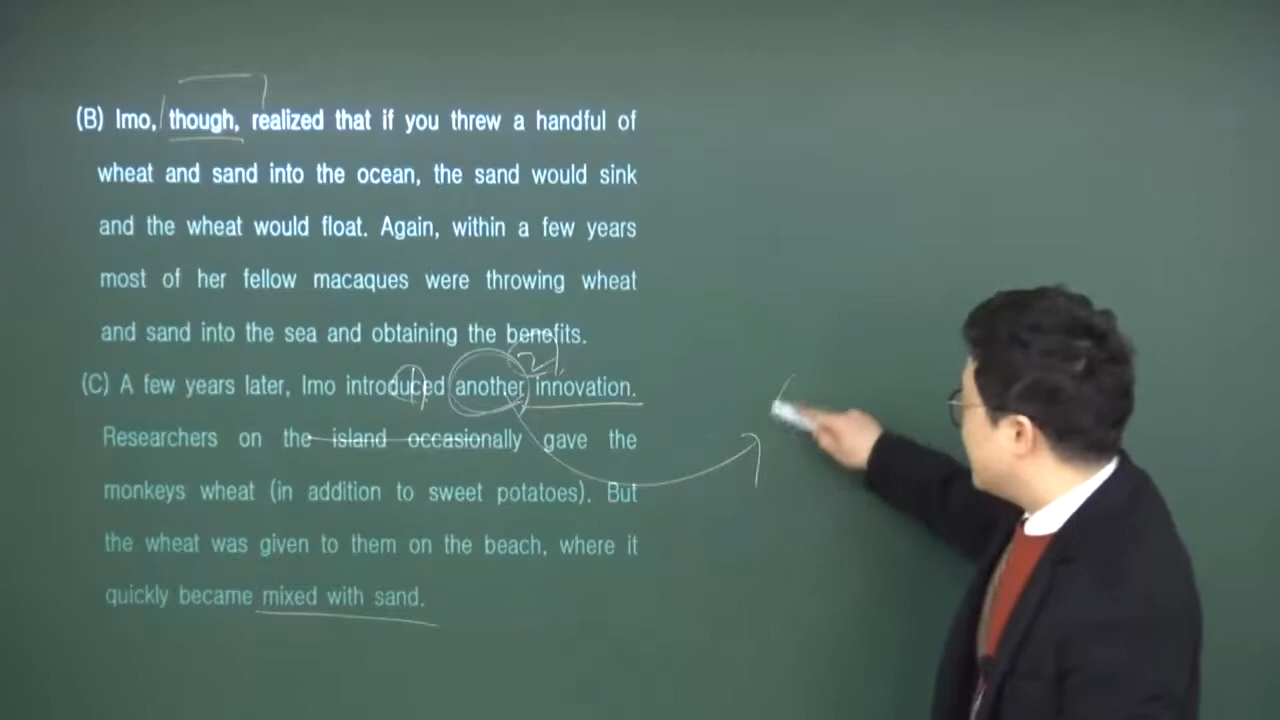 (B) Imo, though, realized that if you threw a handful of
wheat and sand into the ocean, the sand would sink
and the wheat would float. Again, within a few years
most of her fellow macaques were throwing wheat
and sand into the sea and obtaining the benefits.
(C) A few years later, Imo introduced another innovation.
Researchers on the island occasionally gave the
monkeys wheat (in addition to sweet potatoes). But
the wheat was given to them on the beach, where it
quickly became mixed with sand.